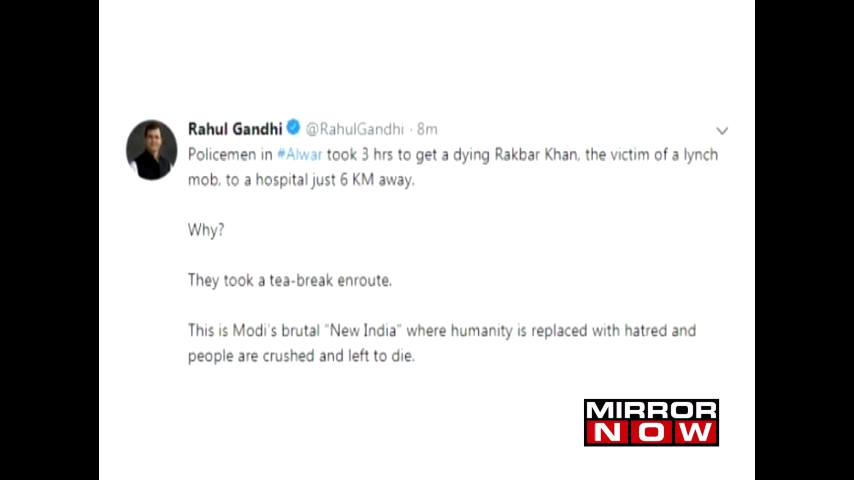 Rahul Gandhi @RahulGandhi · 8m
Policemen in #Alwar took 3 hrs to get a dying Rakbar Khan, the victim of a lynch
mob, to a hospital just 6 KM away.
Why?
They took a tea-break enroute.
This is Modi's brutal "New India" where humanity is replaced with hatred and
people are crushed and left to die.
MIRROR
NOW